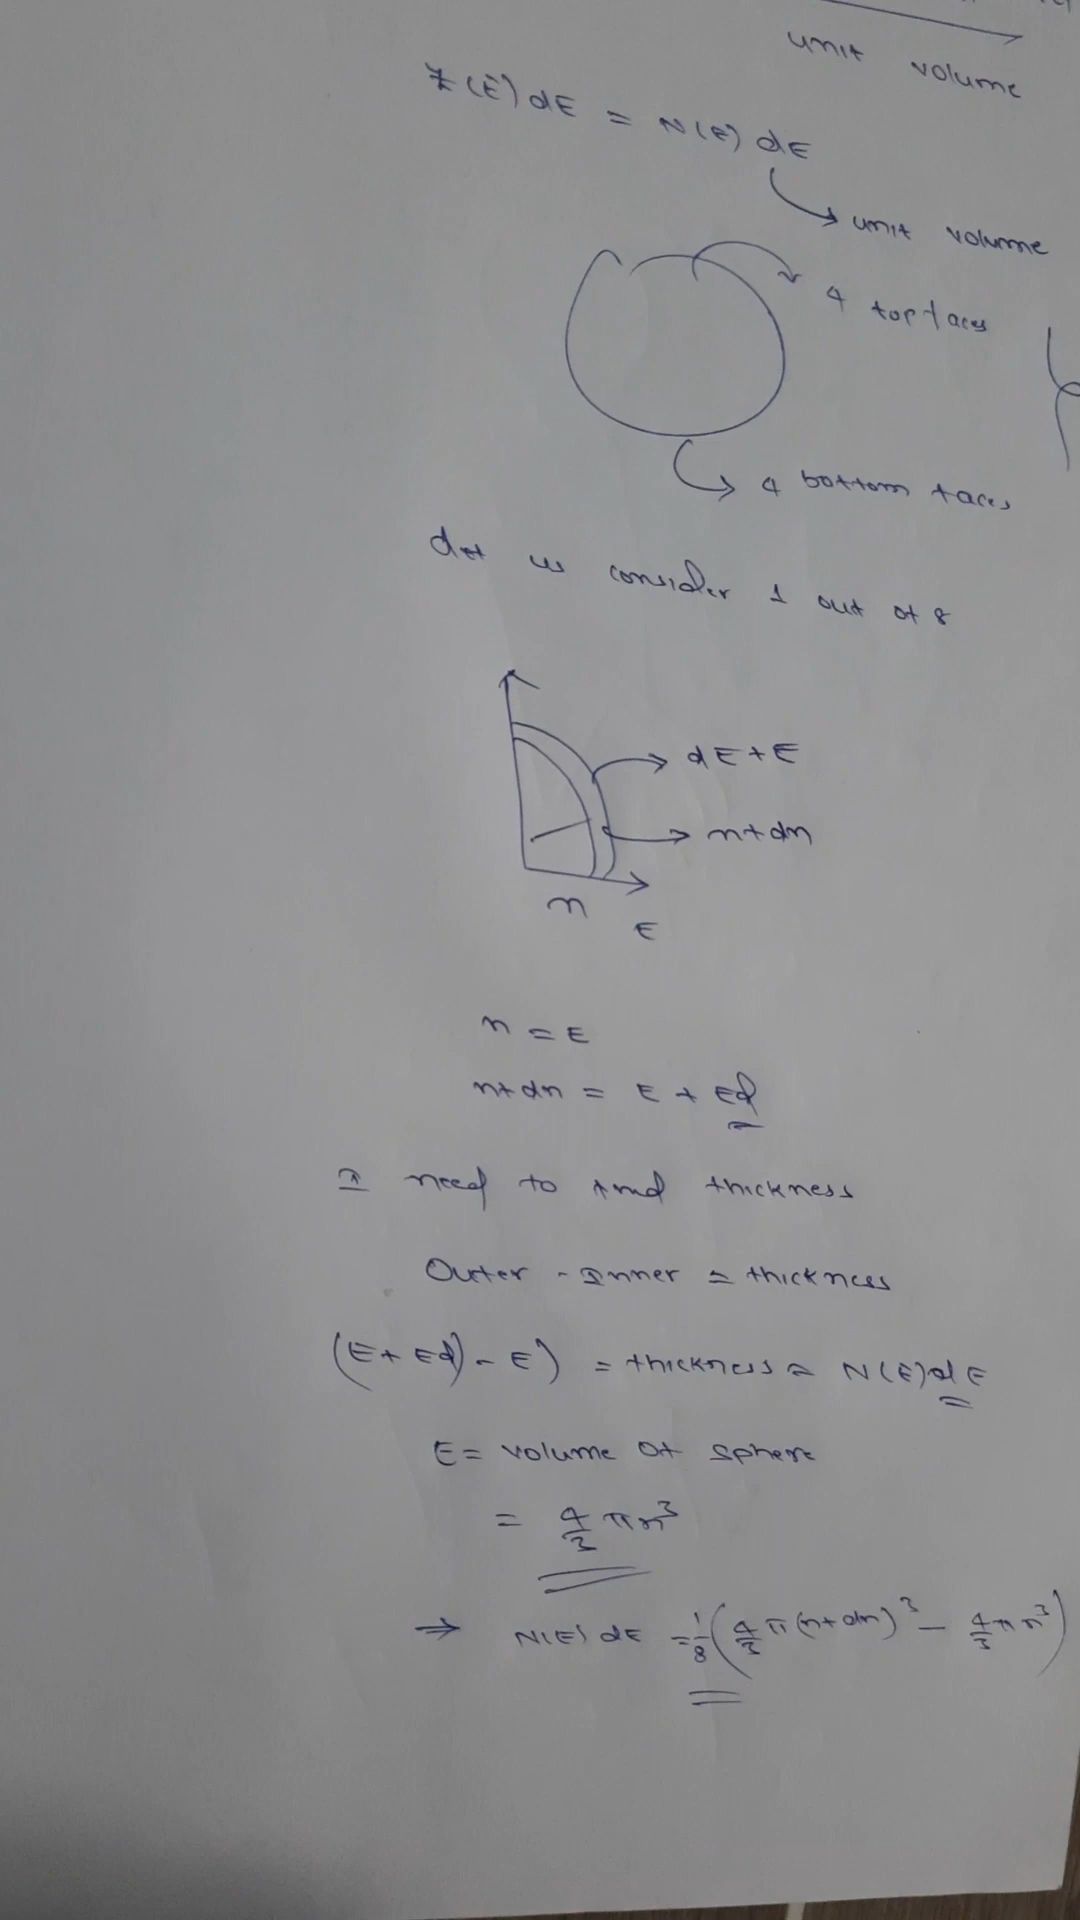 unit volume
Z(E) dE = N(E) dE
unit volume
4 top faces
4 bottom faces
Let us consider 1 out of 8
dE+E
n+dn
n
E
n = E
n+dn = E + Ed
I need to find thickness
Outer - Inner = thickness
(E+ Ed) - E) = thickness = N(E)dE
E = volume of sphere
= 4/3 πn³
⇒ N(E) dE = 1/8 (4/3 π(n+dn)³ - 4/3 πn³)